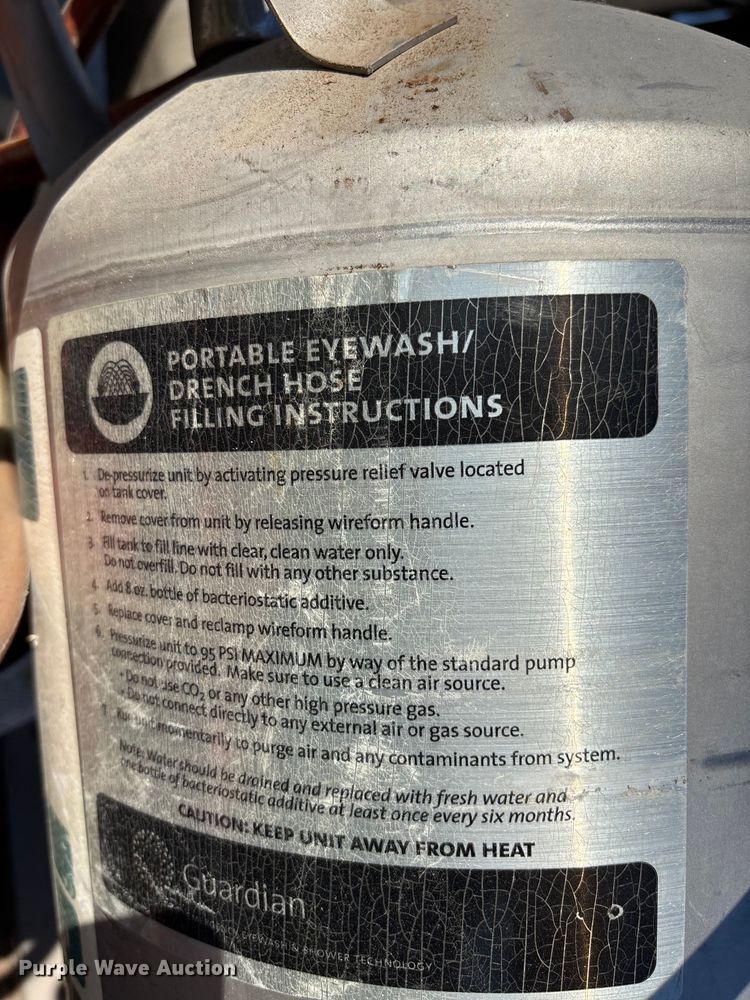 PORTABLE EYEWASH/
DRENCH HOSE
FILLING INSTRUCTIONS
1. De-pressurize unit by activating pressure relief valve located
on tank cover.
2. Remove cover from unit by releasing wireform handle.
3. Fill tank to fill line with clear, clean water only.
Do not overfill. Do not fill with any other substance.
4. Add 8 oz. bottle of bacteriostatic additive.
5. Replace cover and reclamp wireform handle.
6. Pressurize unit to 95 PSI MAXIMUM by way of the standard pump
connection provided. Make sure to use a clean air source.
• Do not use CO₂ or any other high pressure gas.
• Do not connect directly to any external air or gas source.
7. Run unit momentarily to purge air and any contaminants from system.
Note: Water should be drained and replaced with fresh water and
one bottle of bacteriostatic additive at least once every six months.
CAUTION: KEEP UNIT AWAY FROM HEAT
Guardian
EYEWASH & SHOWER TECHNOLOGY
Purple Wave Auction